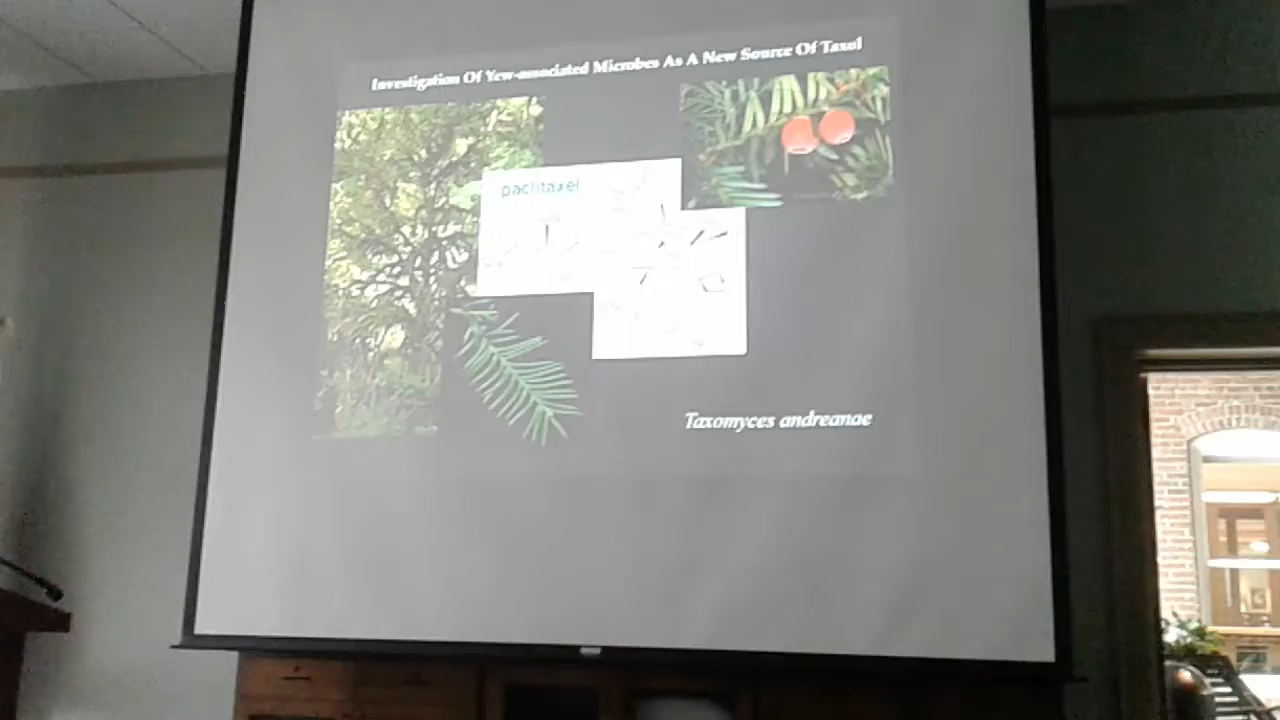 Investigation Of Yew-associated Microbes As A New Source Of Taxol
paclitaxel
Taxomyces andreanae